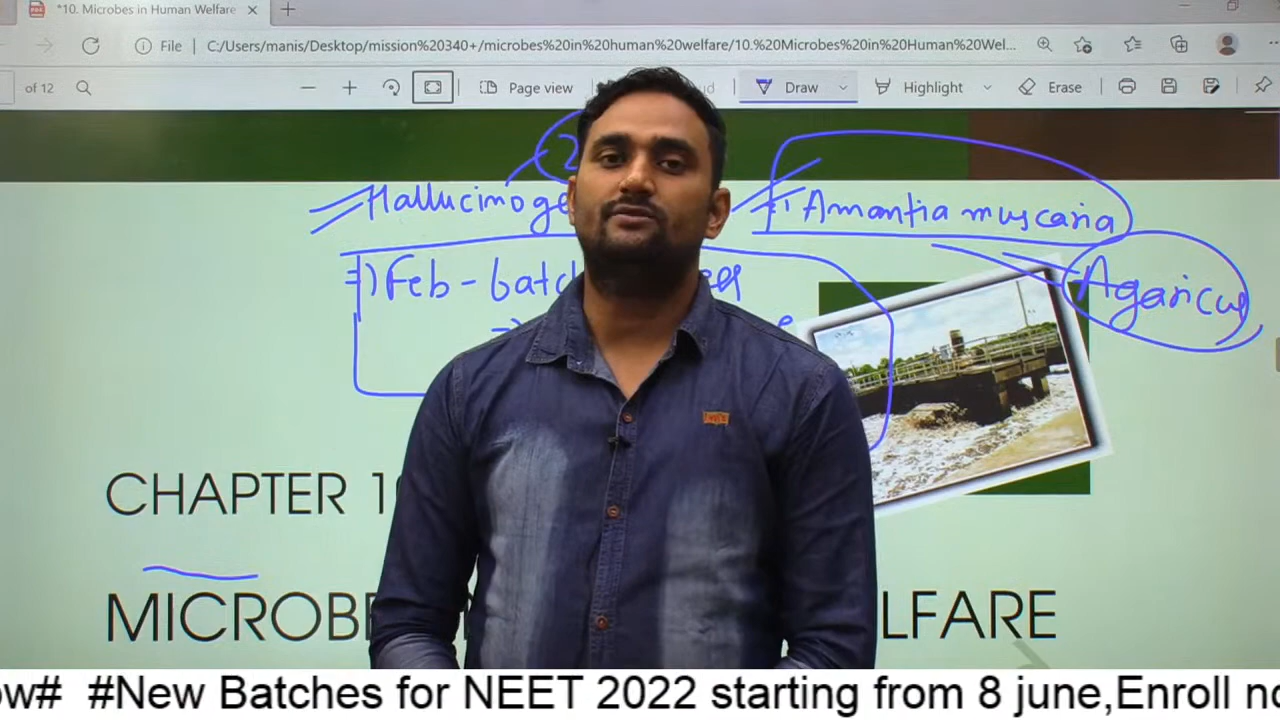 *10. Microbes in Human Welfare
File C:/Users/manis/Desktop/mission%20340+/microbes%20in%20human%20welfare/10.%20Microbes%20in%20Human%20Wel...
of 12 Page view Draw Highlight Erase
Amantia muscaria
Feb - batch
Agaricus
CHAPTER 1
MICROBE
LFARE
ow# #New Batches for NEET 2022 starting from 8 june,Enroll no